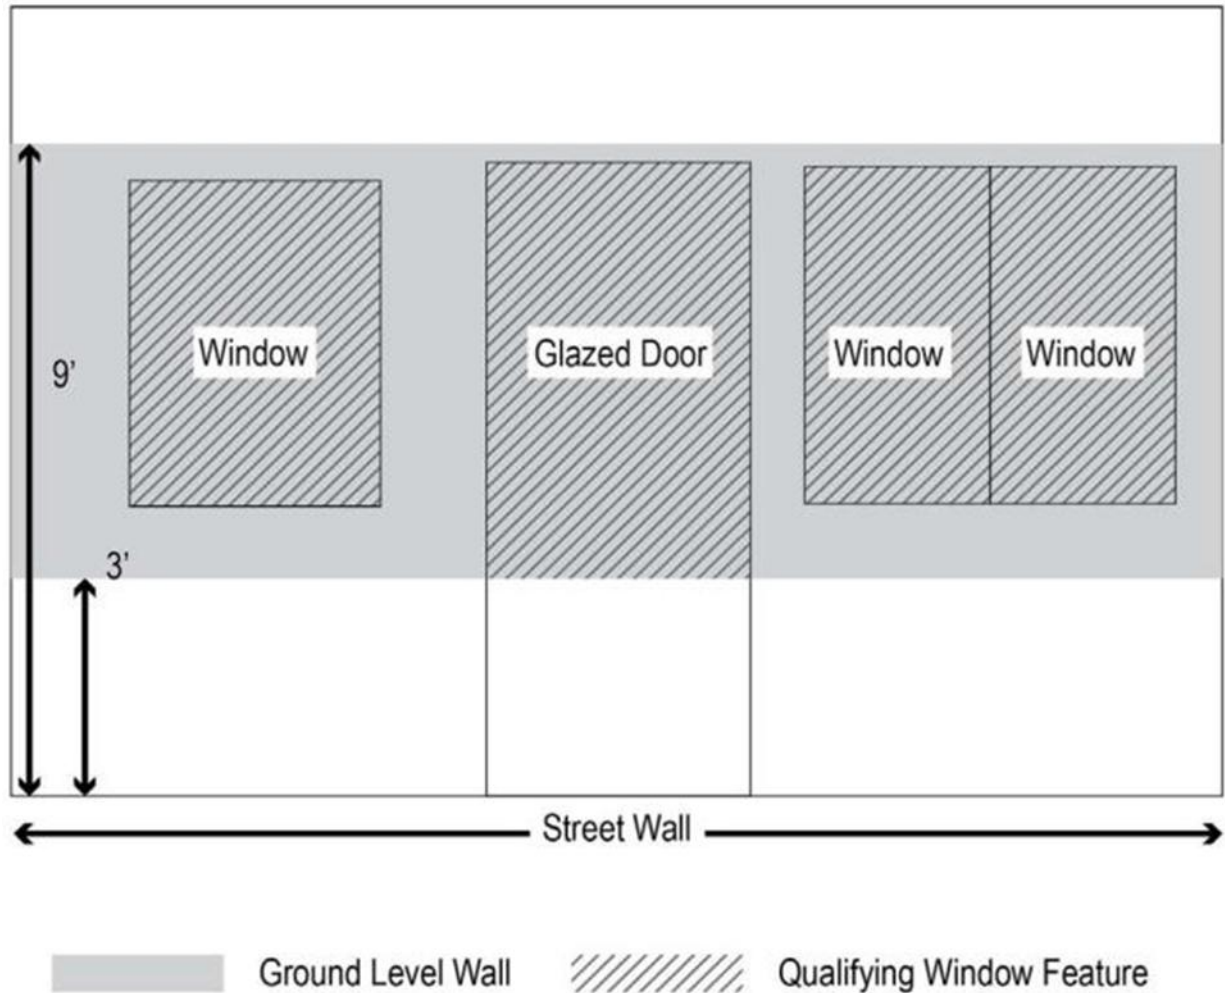 Window
Glazed Door
Window
Window
9’
3’
Street Wall
Ground Level Wall
Qualifying Window Feature